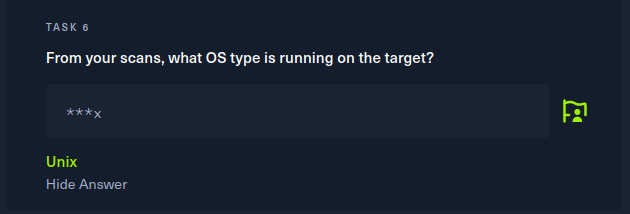 TASK 6
From your scans, what OS type is running on the target?
***x
Unix
Hide Answer